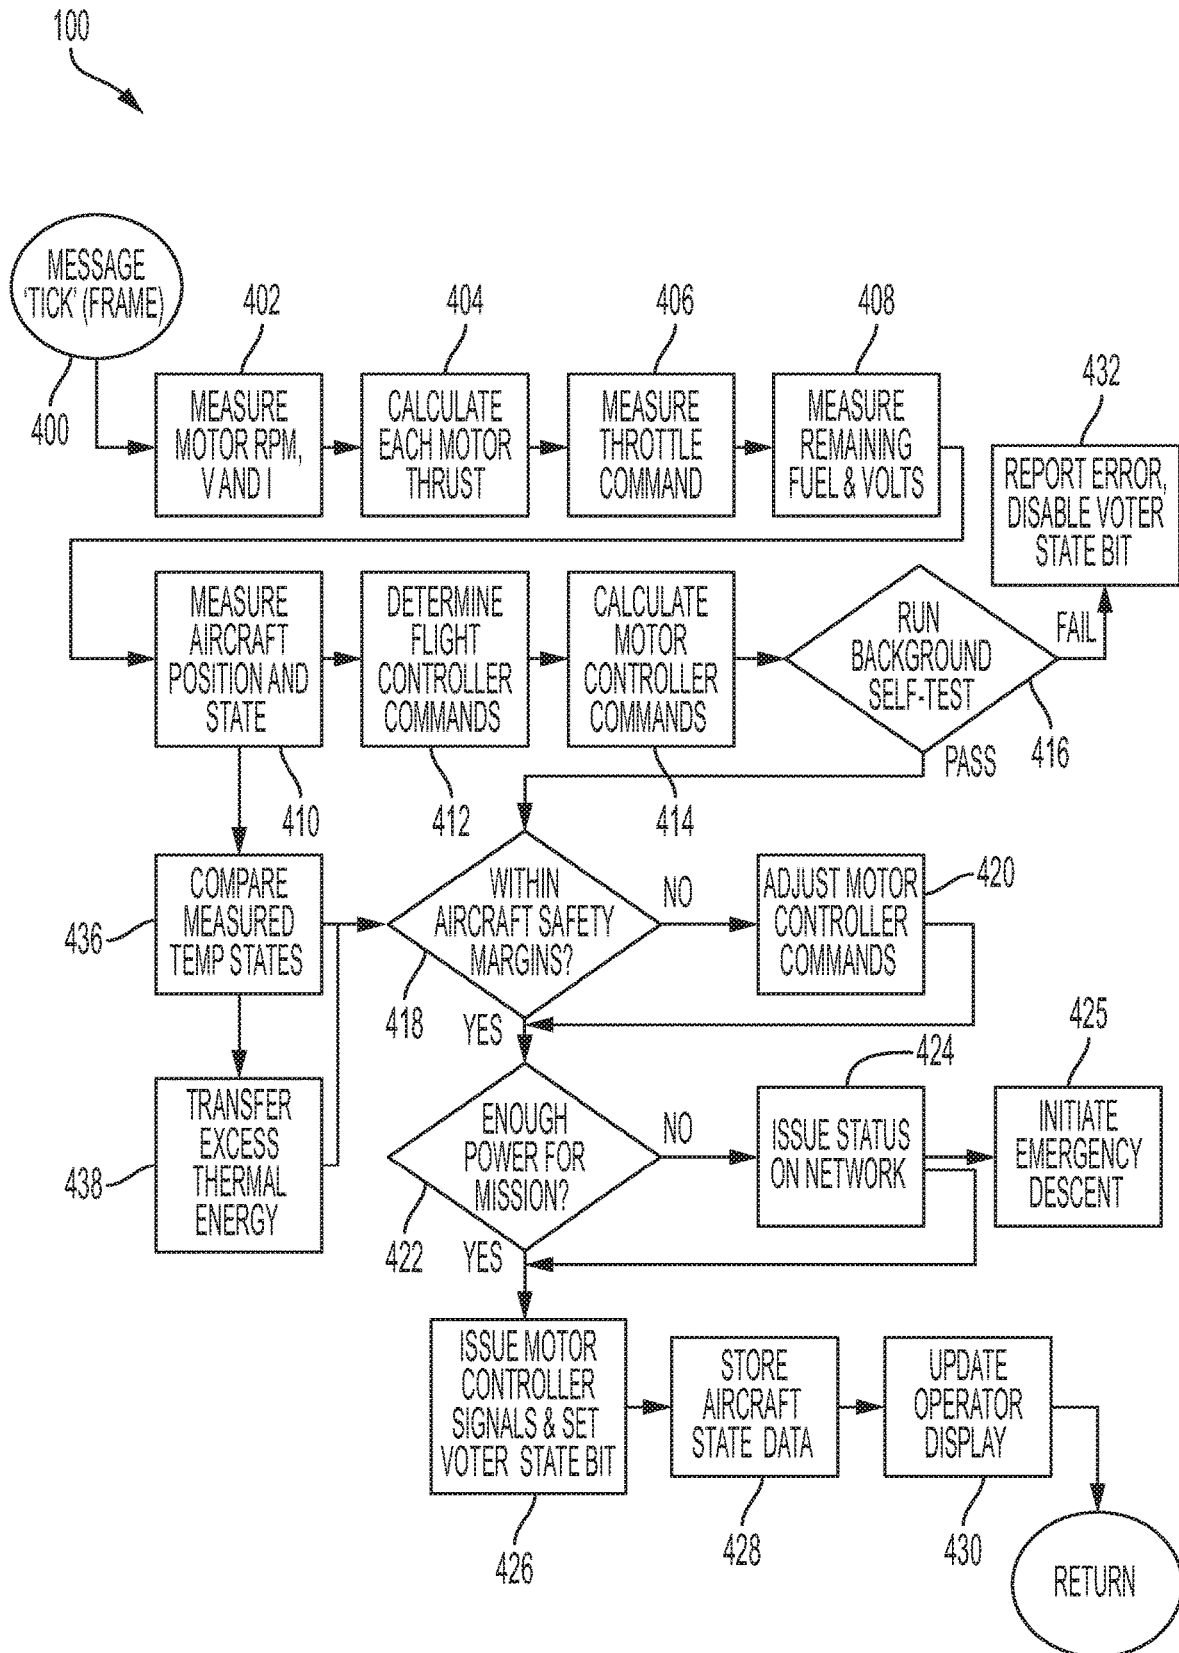 100
MESSAGE
'TICK' (FRAME)
400
402
MEASURE
MOTOR RPM,
V AND I
404
CALCULATE
EACH MOTOR
THRUST
406
MEASURE
THROTTLE
COMMAND
408
MEASURE
REMAINING
FUEL & VOLTS
432
REPORT ERROR,
DISABLE VOTER
STATE BIT
MEASURE
AIRCRAFT
POSITION AND
STATE
410
DETERMINE
FLIGHT
CONTROLLER
COMMANDS
412
CALCULATE
MOTOR
CONTROLLER
COMMANDS
414
RUN
BACKGROUND
SELF-TEST
FAIL
416
PASS
COMPARE
MEASURED
TEMP STATES
436
WITHIN
AIRCRAFT SAFETY
MARGINS?
418
NO
ADJUST MOTOR
CONTROLLER
COMMANDS
420
YES
TRANSFER
EXCESS
THERMAL
ENERGY
438
ENOUGH
POWER FOR
MISSION?
422
NO
ISSUE STATUS
ON NETWORK
424
INITIATE
EMERGENCY
DESCENT
425
YES
ISSUE MOTOR
CONTROLLER
SIGNALS & SET
VOTER STATE BIT
426
STORE
AIRCRAFT
STATE DATA
428
UPDATE
OPERATOR
DISPLAY
430
RETURN